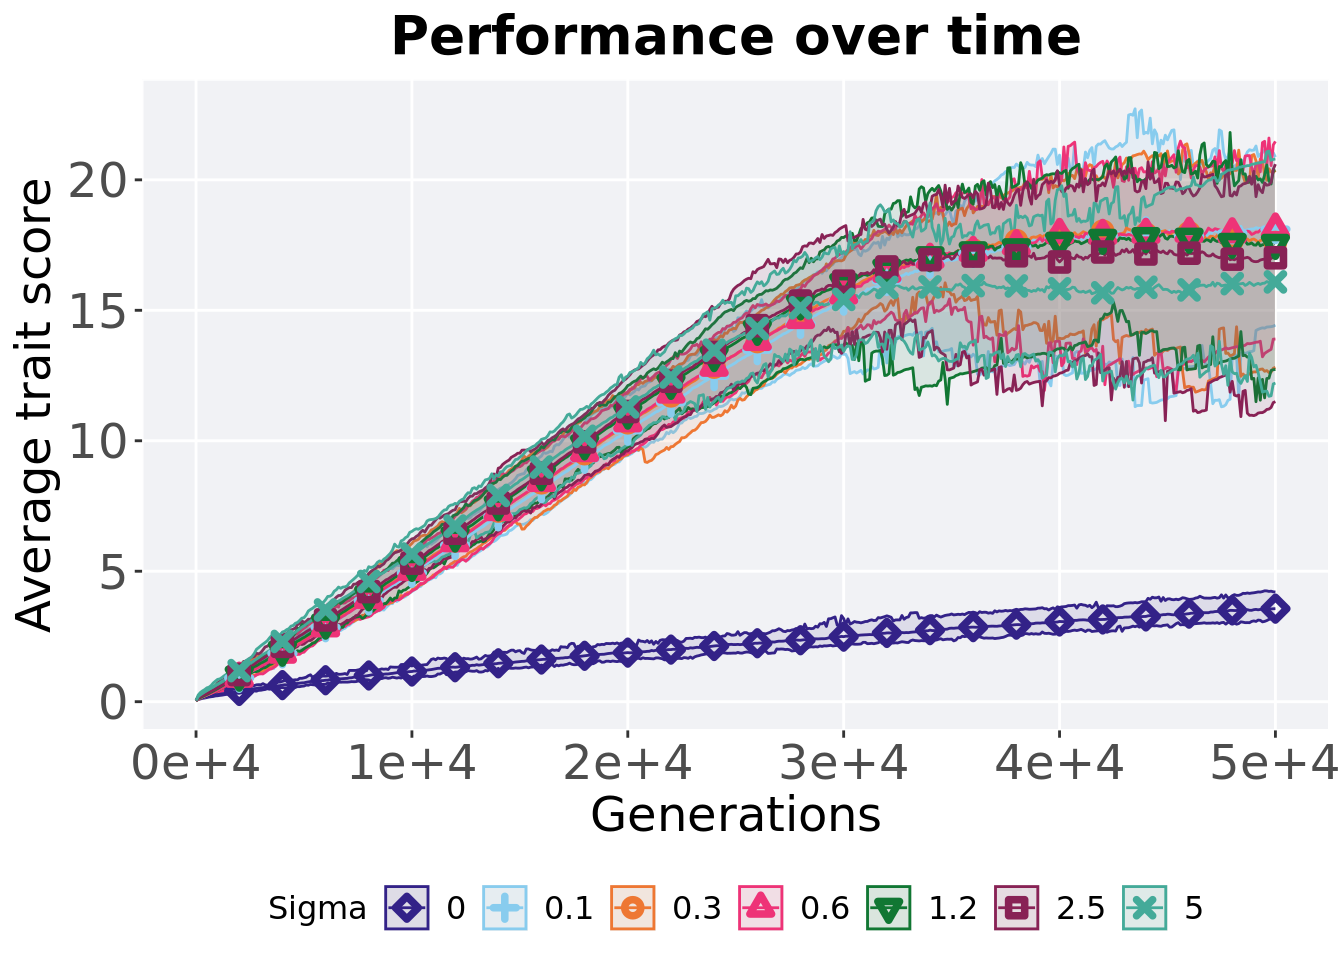 Performance over time
Average trait score
20
15
10
5
0
0e+4 1e+4 2e+4 3e+4 4e+4 5e+4
Generations
Sigma 0 0.1 0.3 0.6 1.2 2.5 5